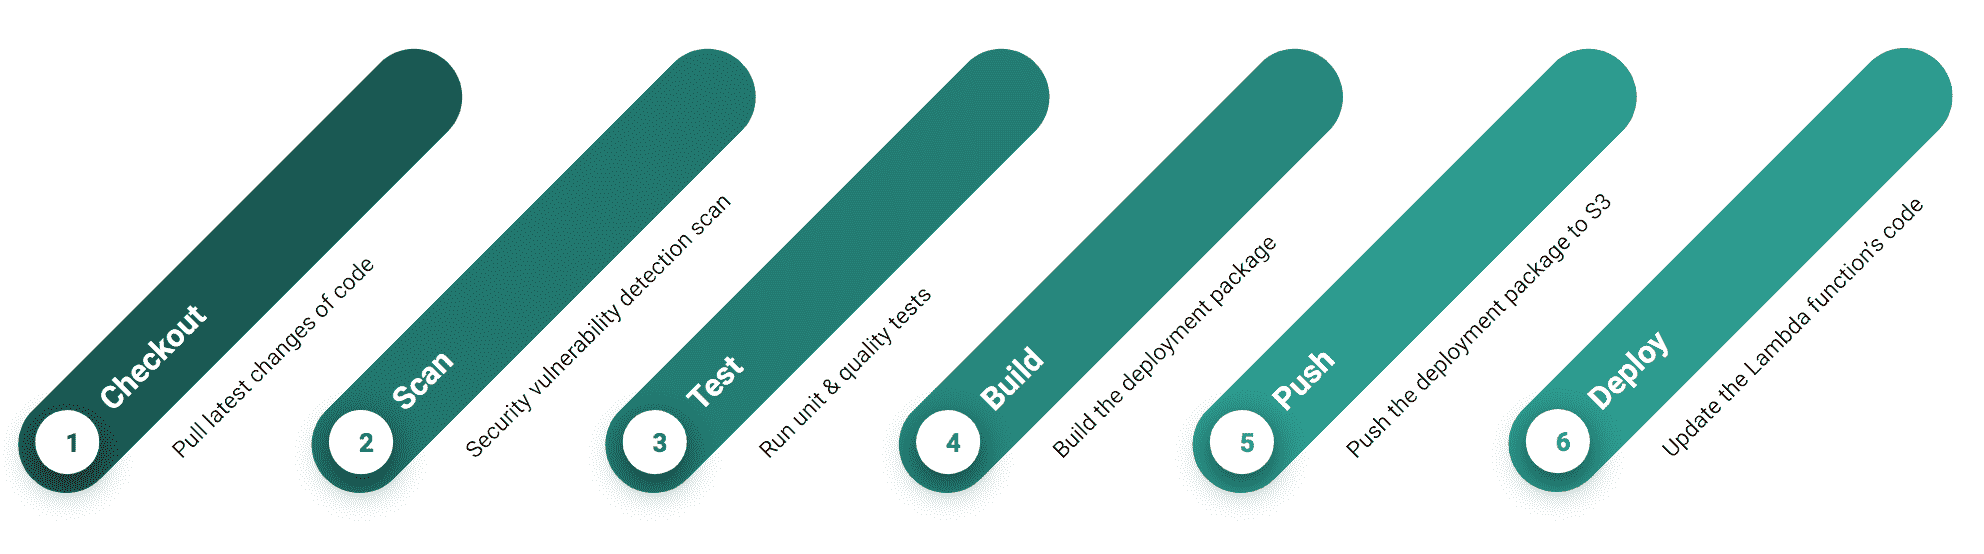 1
Checkout
Pull latest changes of code
2
Scan
Security vulnerability detection scan
3
Test
Run unit & quality tests
4
Build
Build the deployment package
5
Push
Push the deployment package to S3
6
Deploy
Update the Lambda function's code